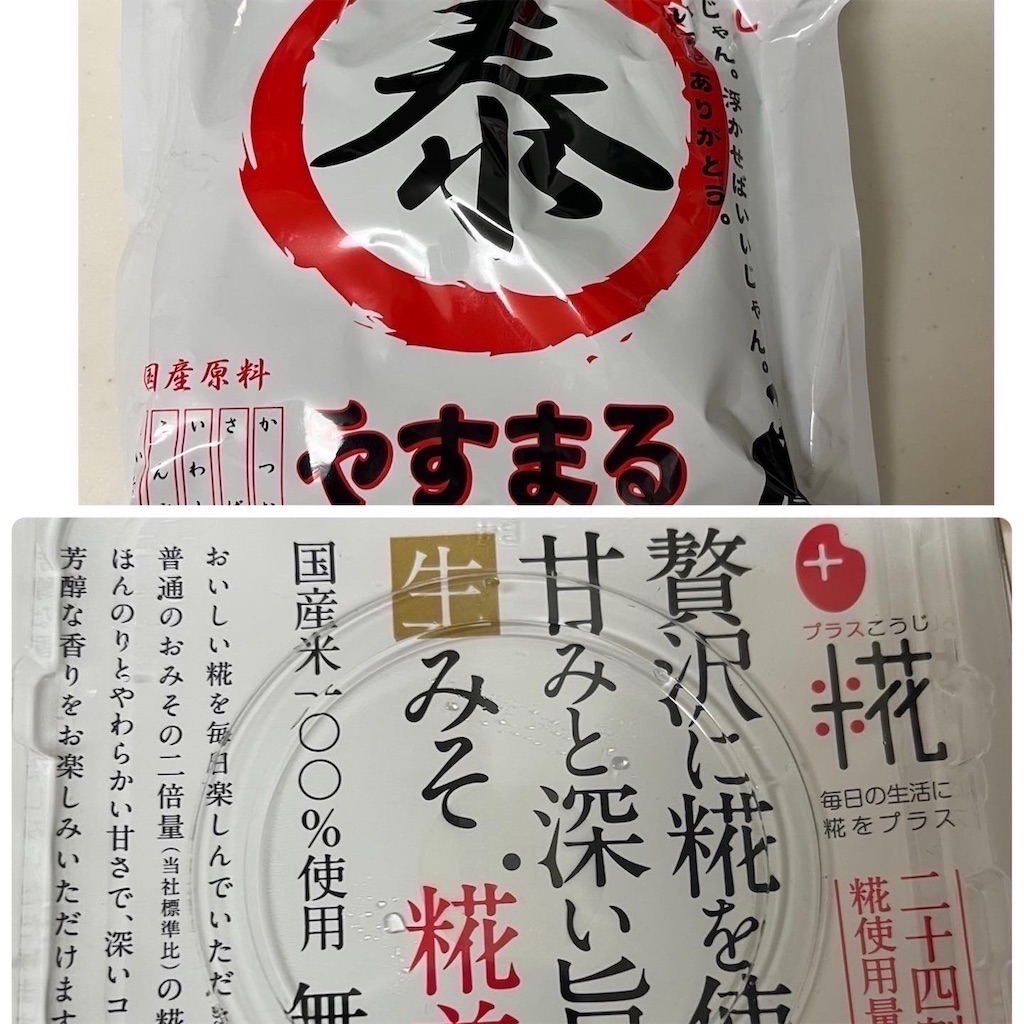 泰
じゃん。浮かせばいいじゃん。
ありがとう。
国産原料
かつ
さば
いわ
やすまる
プラスこうじ
糀
毎日の生活に
糀をプラス
二十四
糀使用量
贅沢に糀を使
甘みと深い旨
生みそ・糀
国産米一〇〇%使用 無
おいしい糀を毎日楽しんでいただ
普通のおみその二倍量(当社標準比)の糀
ほんのりとやわらかい甘さで、深いコ
芳醇な香りをお楽しみいただけます